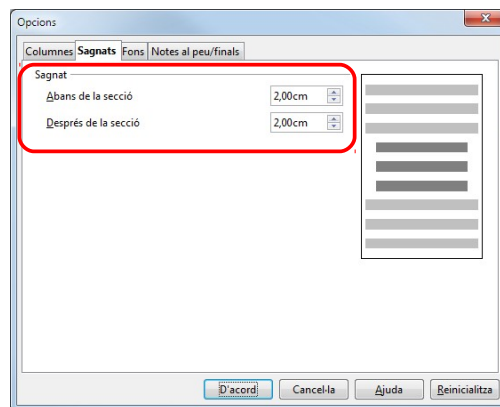 Opcions
Columnes Sagnats Fons Notes al peu/finals
Sagnat
Abans de la secció 2,00cm
Després de la secció 2,00cm
D'acord Cancel·la Ajuda Reinicialitza